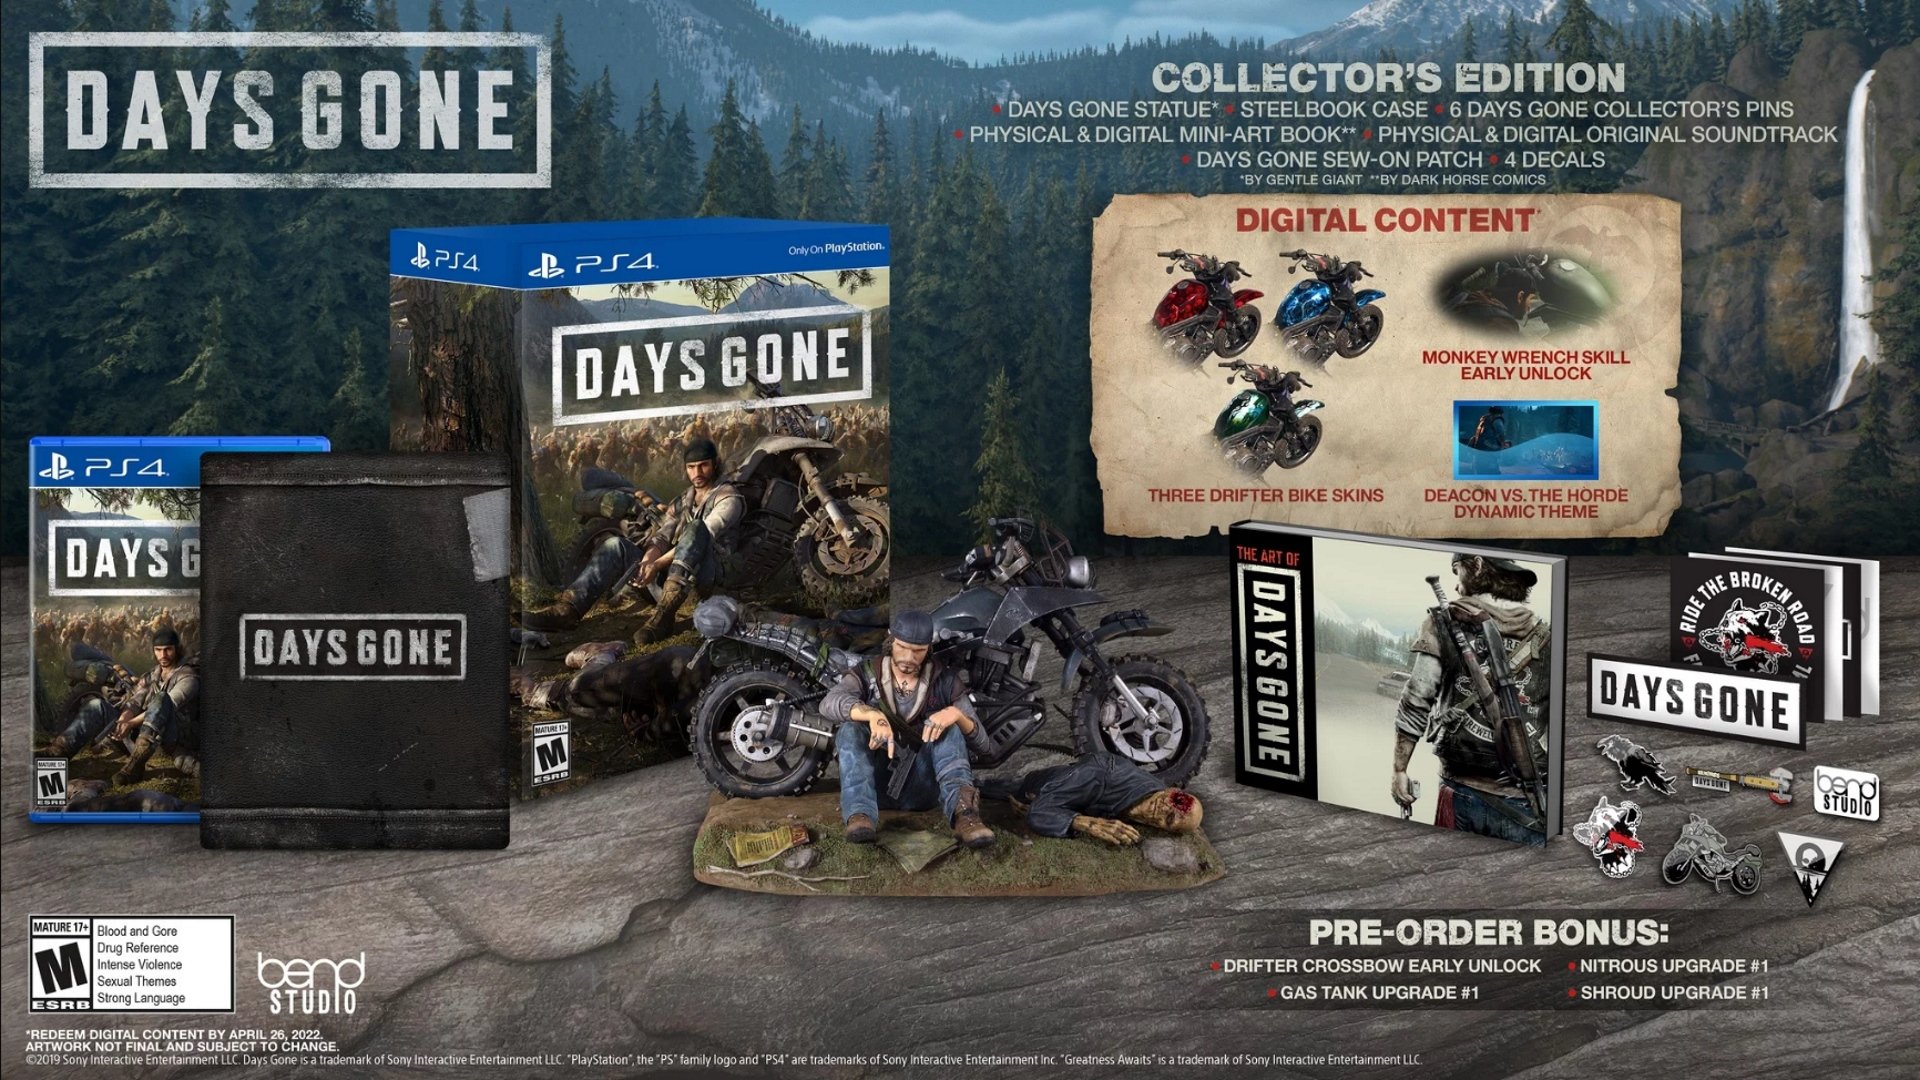 DAYS GONE
COLLECTOR'S EDITION
• DAYS GONE STATUE* • STEELBOOK CASE • 6 DAYS GONE COLLECTOR'S PINS
• PHYSICAL & DIGITAL MINI-ART BOOK** • PHYSICAL & DIGITAL ORIGINAL SOUNDTRACK
• DAYS GONE SEW-ON PATCH • 4 DECALS
*BY GENTLE GIANT **BY DARK HORSE COMICS
DIGITAL CONTENT*
MONKEY WRENCH SKILL
EARLY UNLOCK
THREE DRIFTER BIKE SKINS
DEACON VS. THE HORDE
DYNAMIC THEME
PS4
PS4
Only On PlayStation®
DAYS GONE
MATURE 17+
M
ESRB
PS4
DAYS G
MATURE 17+
M
ESRB
DAYS GONE
THE ART OF
DAYS GONE
RIDE THE BROKEN ROAD
DAYS GONE
DAYS GONE
bend
STUDIO
PRE-ORDER BONUS:
• DRIFTER CROSSBOW EARLY UNLOCK • NITROUS UPGRADE #1
• GAS TANK UPGRADE #1 • SHROUD UPGRADE #1
MATURE 17+
M
ESRB
Blood and Gore
Drug Reference
Intense Violence
Sexual Themes
Strong Language
bend
STUDIO
*REDEEM DIGITAL CONTENT BY APRIL 26, 2022.
ARTWORK NOT FINAL AND SUBJECT TO CHANGE.
©2019 Sony Interactive Entertainment LLC. Days Gone is a trademark of Sony Interactive Entertainment LLC. "PlayStation", the "PS" family logo and "PS4" are trademarks of Sony Interactive Entertainment Inc. "Greatness Awaits" is a trademark of Sony Interactive Entertainment LLC.